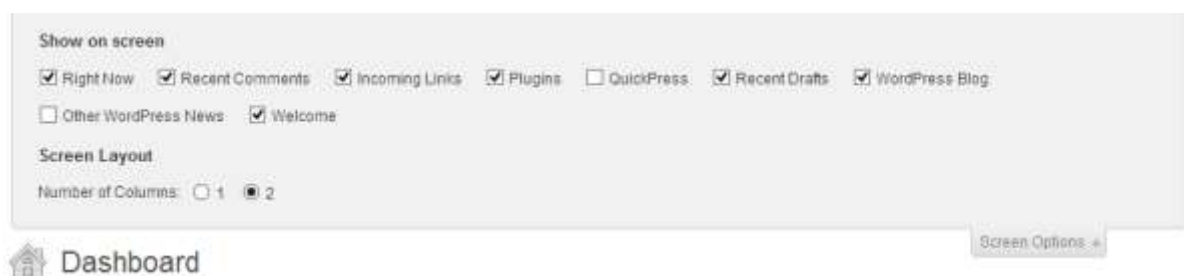 Show on screen
Right Now Recent Comments Incoming Links Plugins QuickPress Recent Drafts WordPress Blog
Other WordPress News Welcome
Screen Layout
Number of Columns: 1 2
Screen Options
Dashboard